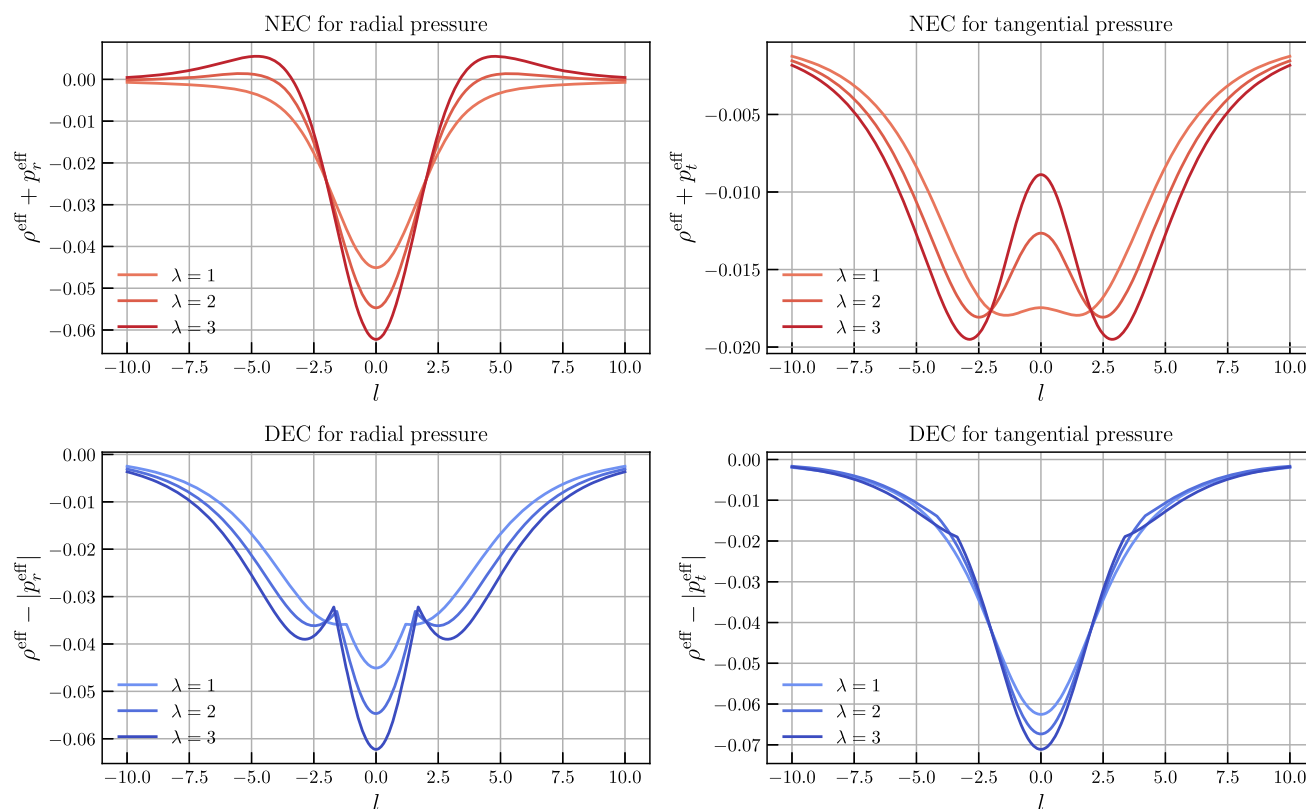 NEC for radial pressure
0.00
−0.01
−0.02
−0.03
−0.04
−0.05
−0.06
ρ^eff + p_r^eff
λ = 1
λ = 2
λ = 3
−10.0 −7.5 −5.0 −2.5 0.0 2.5 5.0 7.5 10.0
l
NEC for tangential pressure
−0.005
−0.010
−0.015
−0.020
ρ^eff + p_t^eff
λ = 1
λ = 2
λ = 3
−10.0 −7.5 −5.0 −2.5 0.0 2.5 5.0 7.5 10.0
l
DEC for radial pressure
0.00
−0.01
−0.02
−0.03
−0.04
−0.05
−0.06
ρ^eff − |p_r^eff|
λ = 1
λ = 2
λ = 3
−10.0 −7.5 −5.0 −2.5 0.0 2.5 5.0 7.5 10.0
l
DEC for tangential pressure
0.00
−0.01
−0.02
−0.03
−0.04
−0.05
−0.06
−0.07
ρ^eff − |p_t^eff|
λ = 1
λ = 2
λ = 3
−10.0 −7.5 −5.0 −2.5 0.0 2.5 5.0 7.5 10.0
l